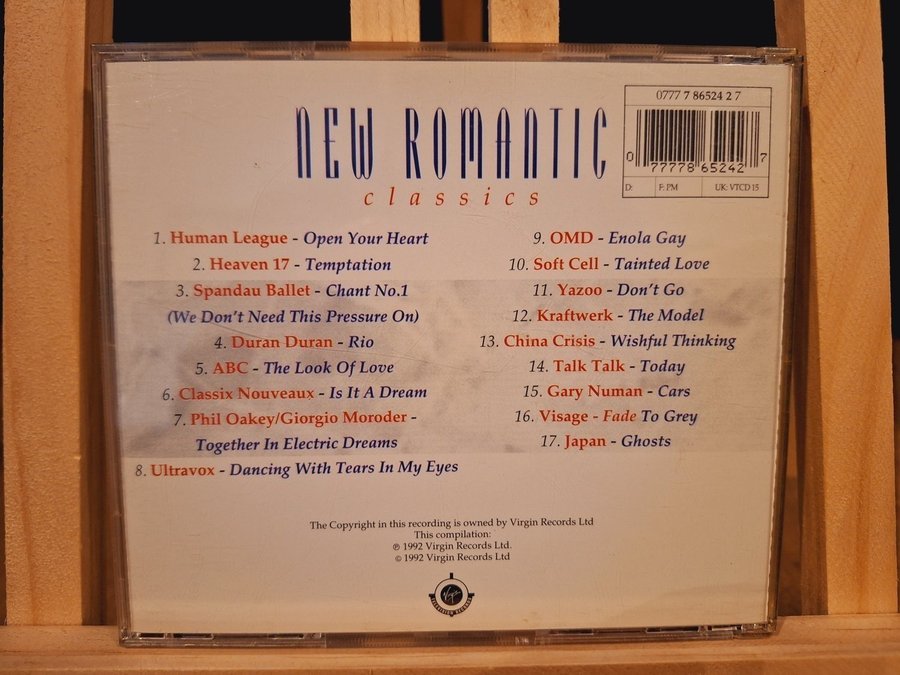 0777 7 86524 2 7
NEW ROMANTIC
classics
0 77778 65242 7
D: F: PM UK: VTCD 15
1. Human League - Open Your Heart
2. Heaven 17 - Temptation
3. Spandau Ballet - Chant No.1
(We Don't Need This Pressure On)
4. Duran Duran - Rio
5. ABC - The Look Of Love
6. Classix Nouveaux - Is It A Dream
7. Phil Oakey/Giorgio Moroder -
Together In Electric Dreams
8. Ultravox - Dancing With Tears In My Eyes
9. OMD - Enola Gay
10. Soft Cell - Tainted Love
11. Yazoo - Don't Go
12. Kraftwerk - The Model
13. China Crisis - Wishful Thinking
14. Talk Talk - Today
15. Gary Numan - Cars
16. Visage - Fade To Grey
17. Japan - Ghosts
The Copyright in this recording is owned by Virgin Records Ltd
This compilation:
℗ 1992 Virgin Records Ltd.
© 1992 Virgin Records Ltd
Virgin
TELEVISION RECORDS